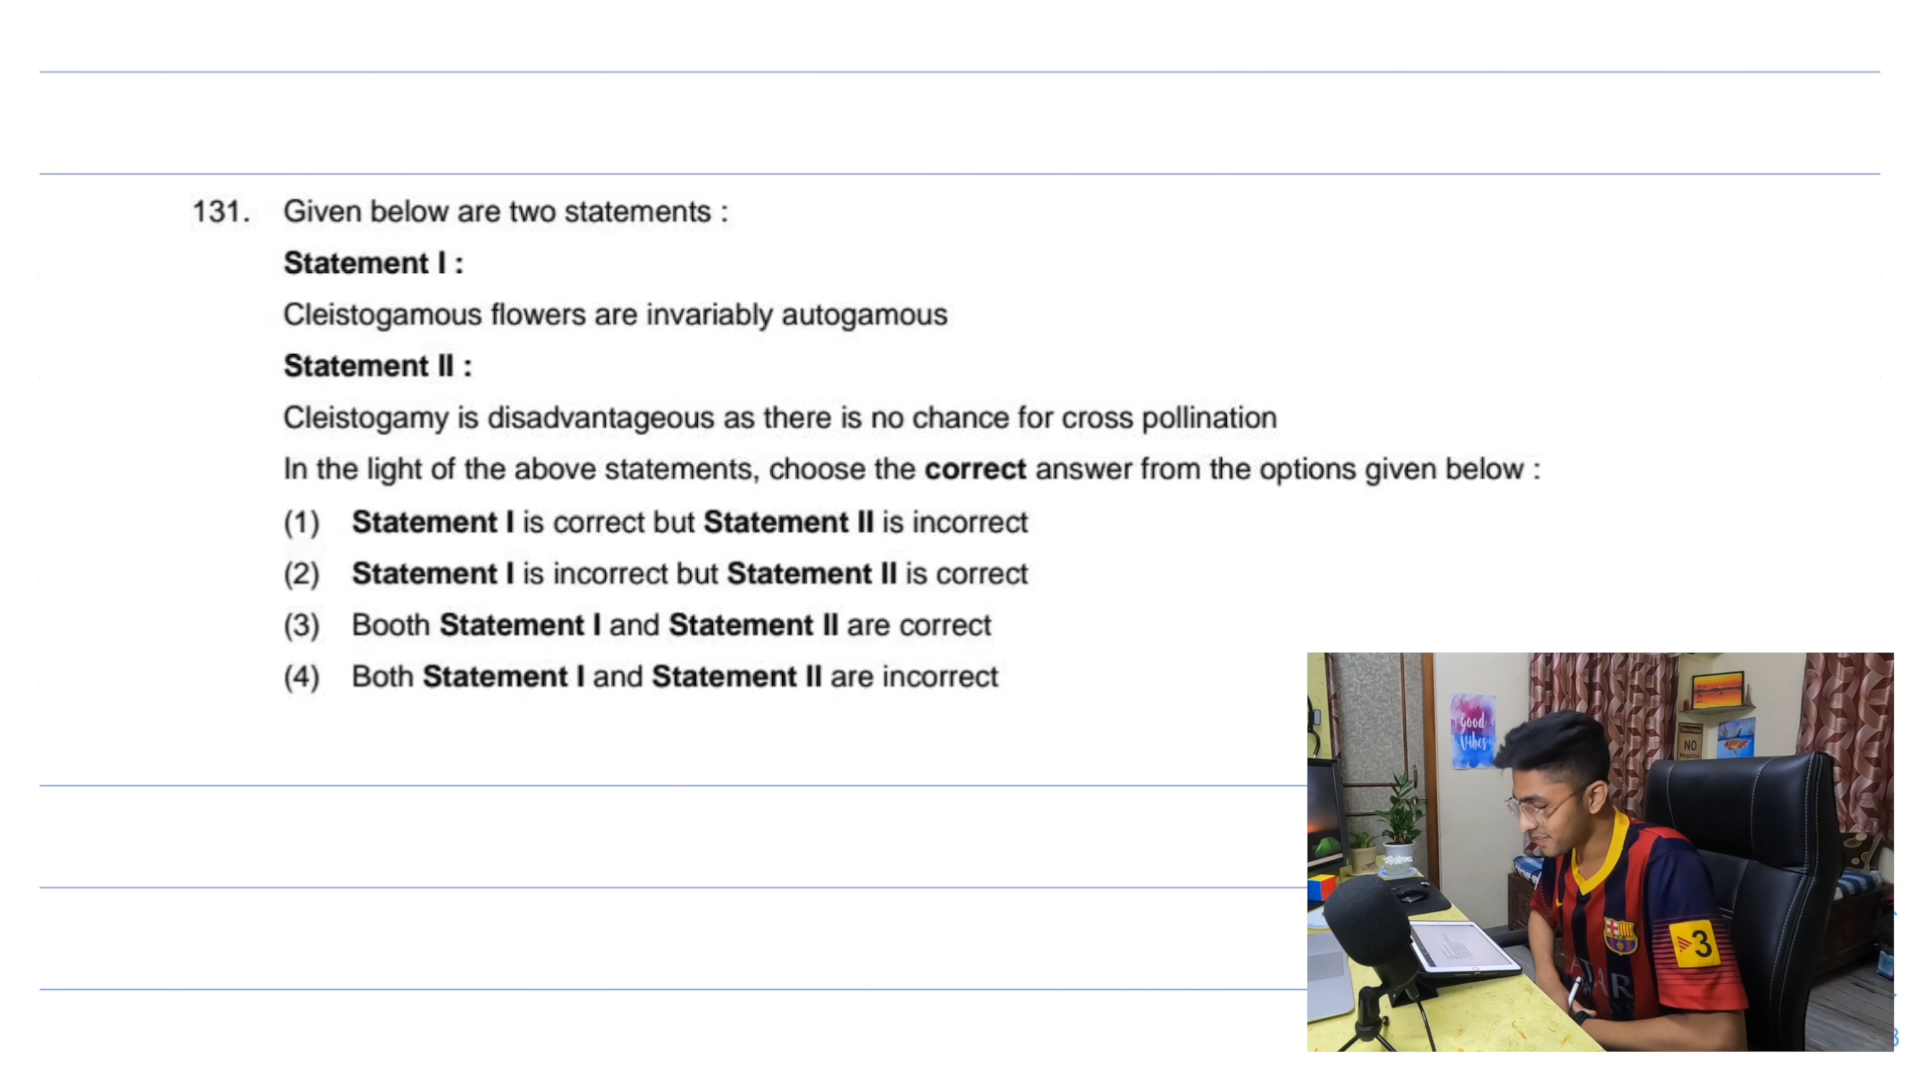 131. Given below are two statements :
Statement I :
Cleistogamous flowers are invariably autogamous
Statement II :
Cleistogamy is disadvantageous as there is no chance for cross pollination
In the light of the above statements, choose the correct answer from the options given below :
(1) Statement I is correct but Statement II is incorrect
(2) Statement I is incorrect but Statement II is correct
(3) Booth Statement I and Statement II are correct
(4) Both Statement I and Statement II are incorrect
Good
Vibes
NO
3